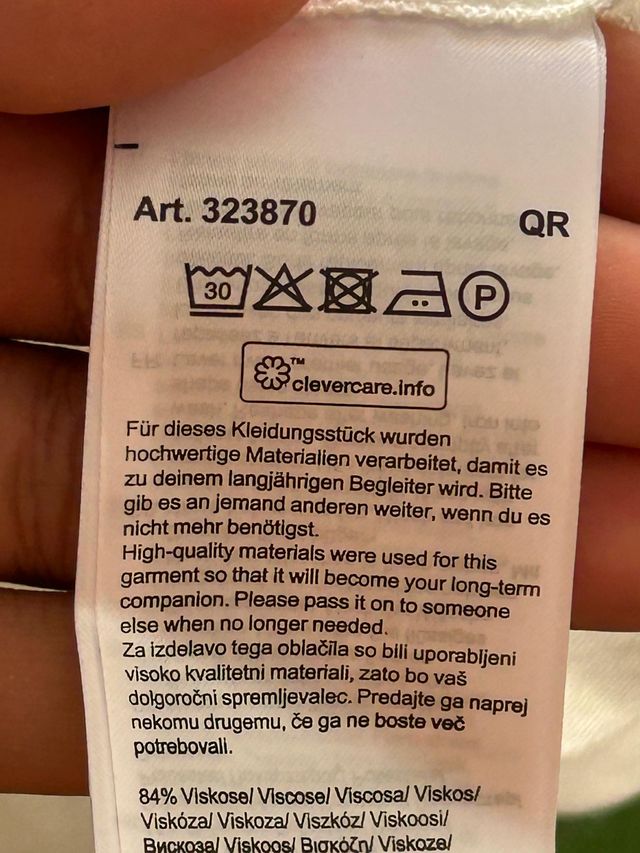 Art. 323870
QR
30
P
™
clevercare.info
Für dieses Kleidungsstück wurden
hochwertige Materialien verarbeitet, damit es
zu deinem langjährigen Begleiter wird. Bitte
gib es an jemand anderen weiter, wenn du es
nicht mehr benötigst.
High-quality materials were used for this
garment so that it will become your long-term
companion. Please pass it on to someone
else when no longer needed.
Za izdelavo tega oblačila so bili uporabljeni
visoko kvalitetni materiali, zato bo vaš
dolgoročni spremljevalec. Predajte ga naprej
nekomu drugemu, če ga ne boste več
potrebovali.
84% Viskose/ Viscose/ Viscosa/ Viskos/
Viskóza/ Viskoza/ Viszkóz/ Viskoosi/
Вискоза/ Viskoos/ Βισκόζη/ Viskoze/